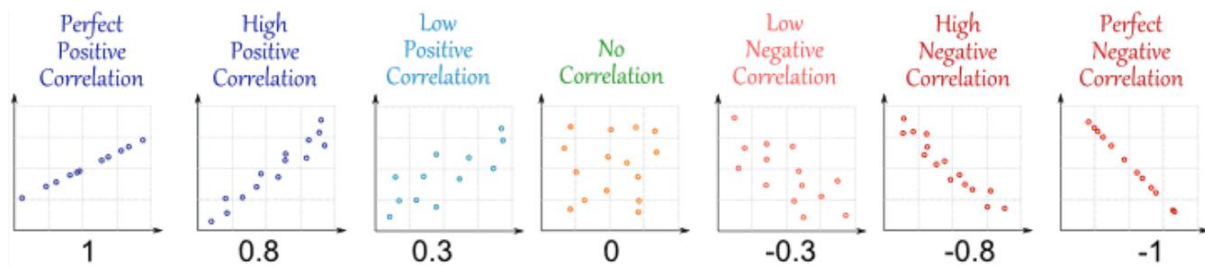 Perfect
Positive
Correlation
High
Positive
Correlation
Low
Positive
Correlation
No
Correlation
Low
Negative
Correlation
High
Negative
Correlation
Perfect
Negative
Correlation
1
0.8
0.3
0
-0.3
-0.8
-1